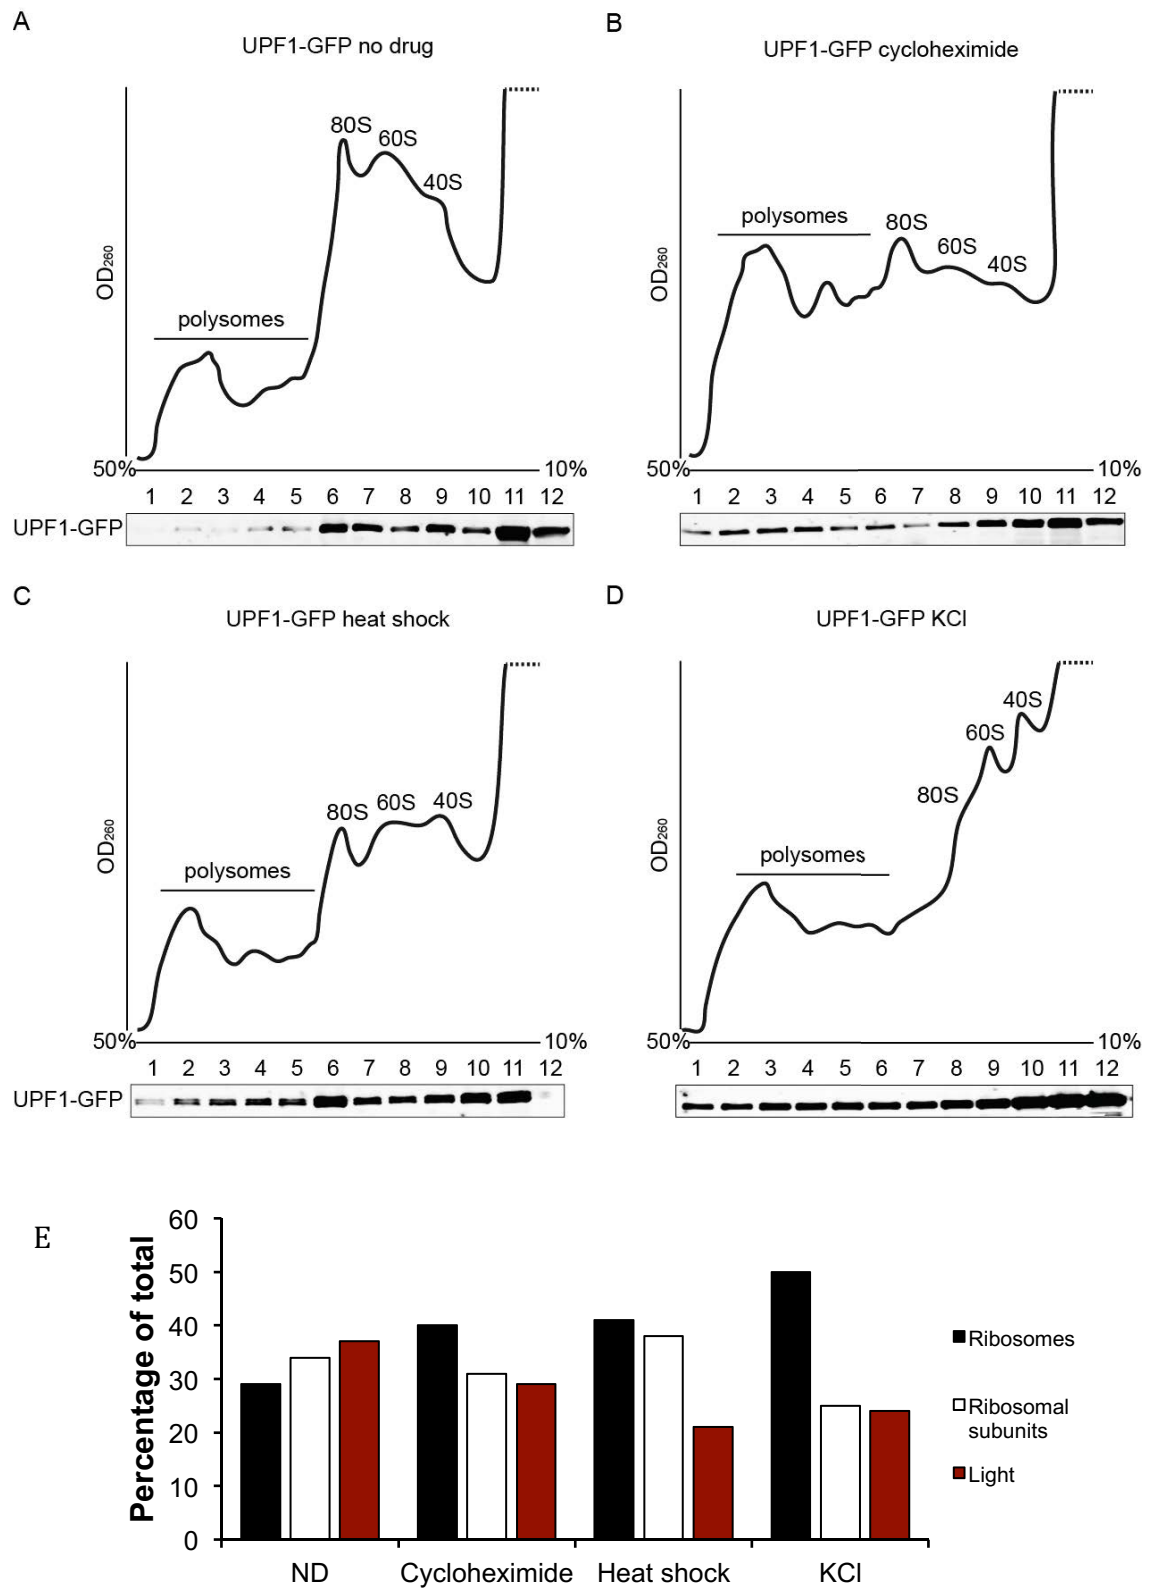 A
UPF1-GFP no drug
80S
60S
40S
polysomes
OD260
50% 10%
1 2 3 4 5 6 7 8 9 10 11 12
UPF1-GFP
B
UPF1-GFP cycloheximide
polysomes
80S
60S
40S
OD260
50% 10%
1 2 3 4 5 6 7 8 9 10 11 12
C
UPF1-GFP heat shock
80S
60S
40S
polysomes
OD260
50% 10%
1 2 3 4 5 6 7 8 9 10 11 12
UPF1-GFP
D
UPF1-GFP KCl
40S
60S
80S
polysomes
OD260
50% 10%
1 2 3 4 5 6 7 8 9 10 11 12
E
Percentage of total
60
50
40
30
20
10
0
ND Cycloheximide Heat shock KCl
Ribosomes
Ribosomal
subunits
Light